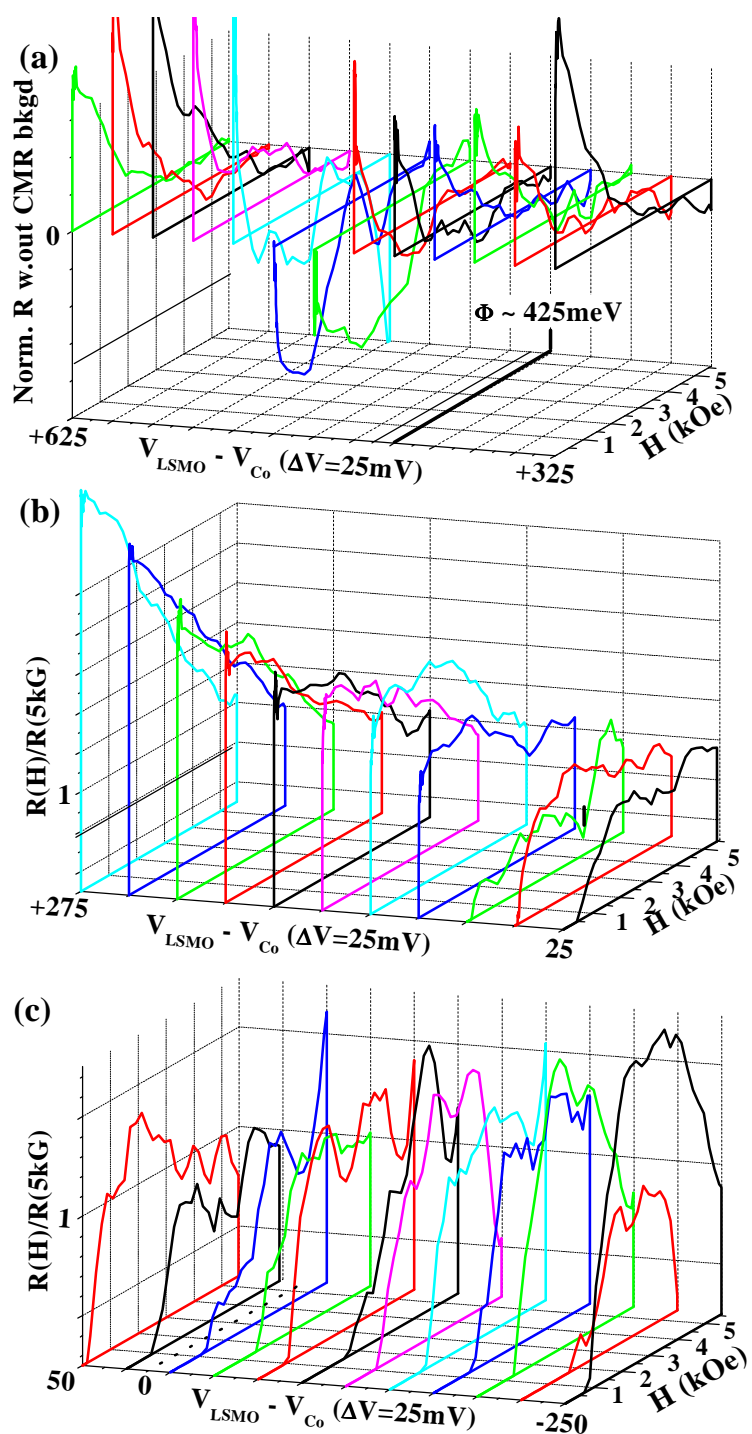 (a)
Norm. R w.out CMR bkgd
0
Φ ~ 425meV
+625
V_LSMO - V_Co (ΔV=25mV)
+325
1 2 3 4 5
H (kOe)
(b)
R(H)/R(5kG)
1
+275
V_LSMO - V_Co (ΔV=25mV)
25
1 2 3 4 5
H (kOe)
(c)
R(H)/R(5kG)
1
50
0
V_LSMO - V_Co (ΔV=25mV)
-250
1 2 3 4 5
H (kOe)